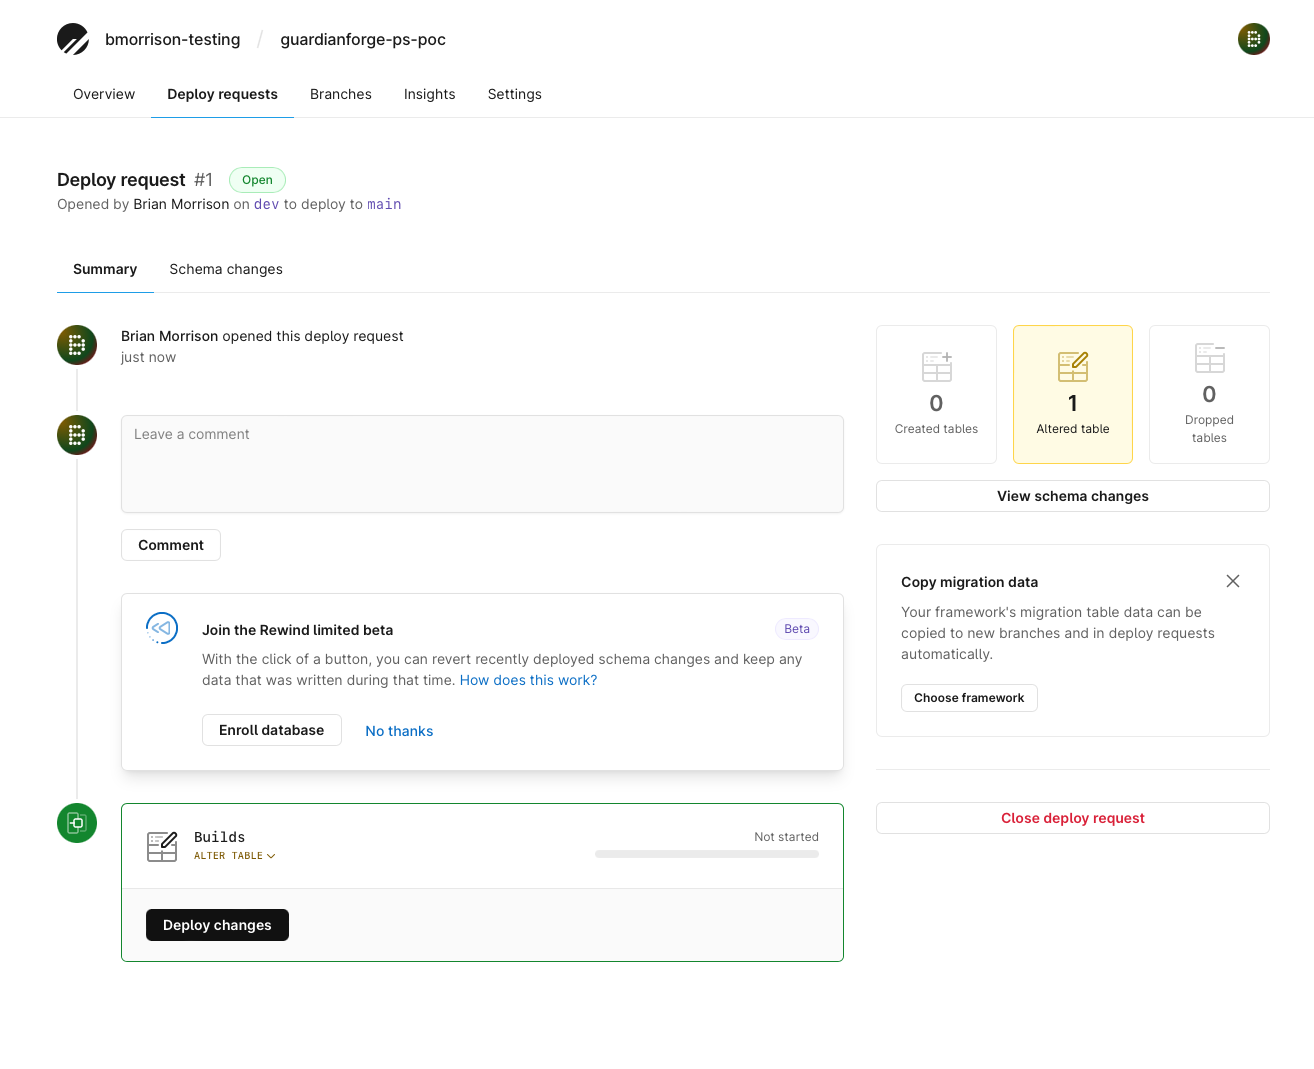 bmorrison-testing / guardianforge-ps-poc
Overview Deploy requests Branches Insights Settings
Deploy request #1 Open
Opened by Brian Morrison on dev to deploy to main
Summary Schema changes
Brian Morrison opened this deploy request
just now
Leave a comment
Comment
Join the Rewind limited beta Beta
With the click of a button, you can revert recently deployed schema changes and keep any
data that was written during that time. How does this work?
Enroll database No thanks
Builds
ALTER TABLE
Not started
Deploy changes
0
Created tables
1
Altered table
0
Dropped
tables
View schema changes
Copy migration data
Your framework's migration table data can be
copied to new branches and in deploy requests
automatically.
Choose framework
Close deploy request